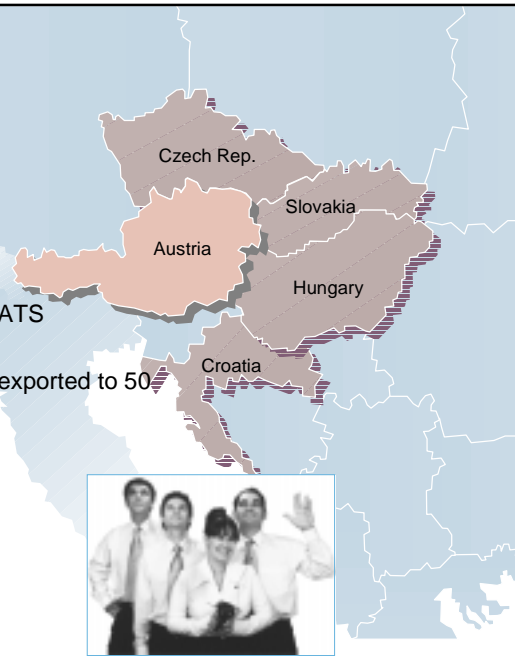 Czech Rep.
Slovakia
Austria
Hungary
ATS
Croatia
exported to 50